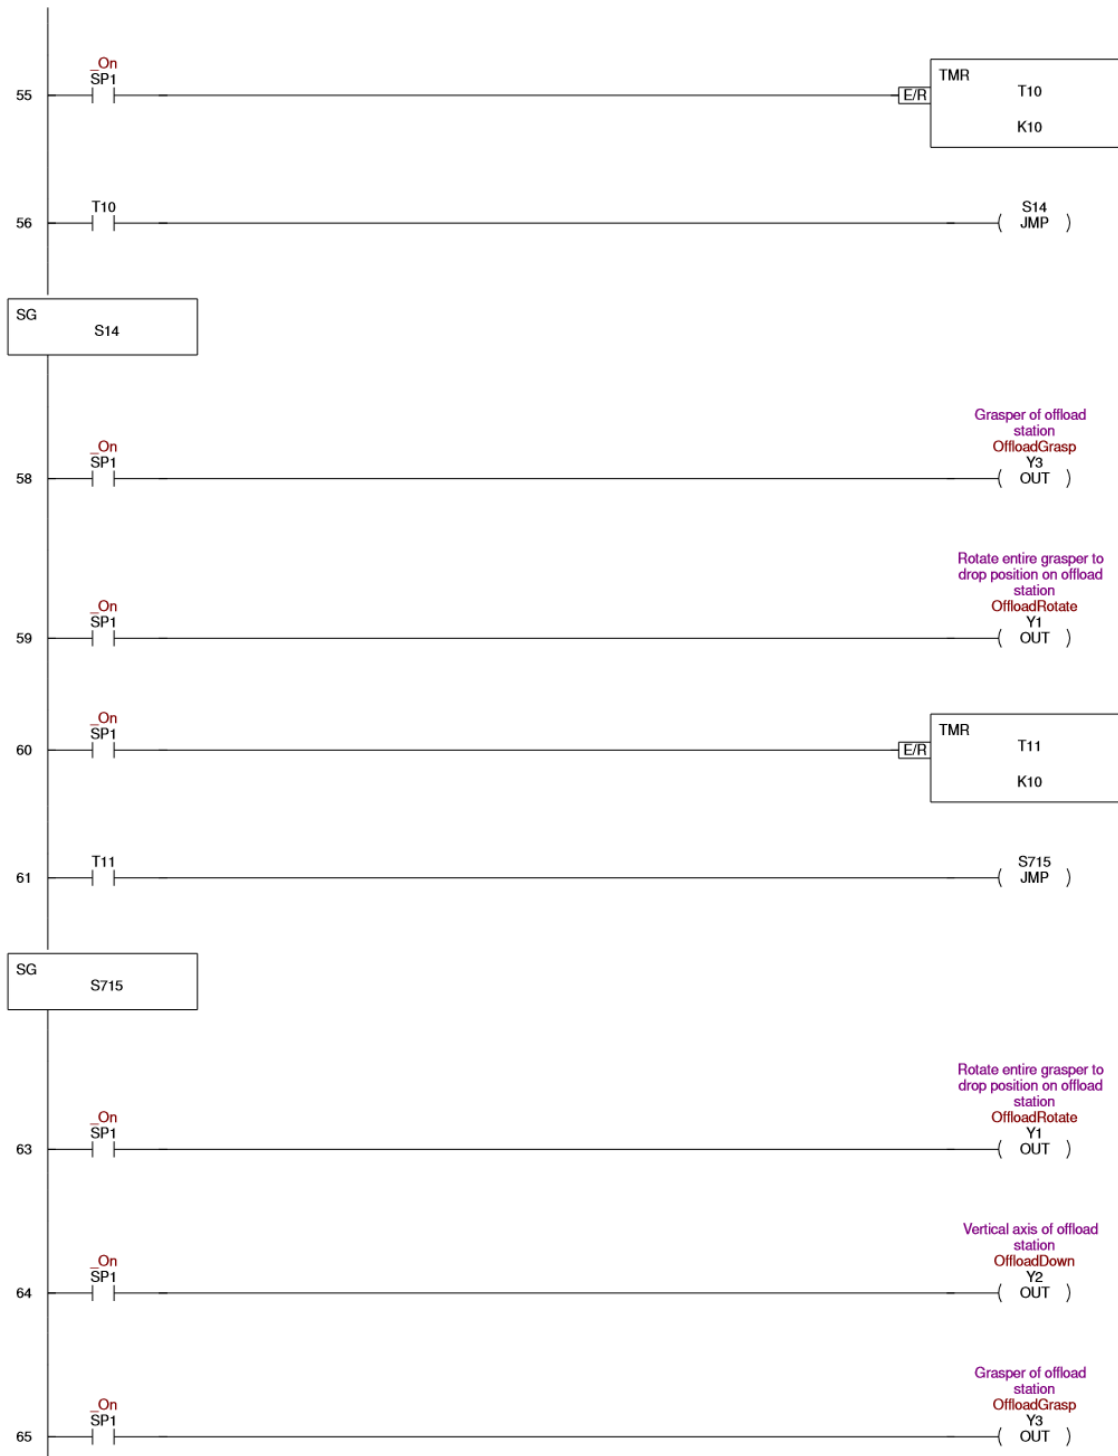 _On
SP1
55
E/R
TMR
T10
K10
T10
56
S14
JMP
SG
S14
Grasper of offload
station
OffloadGrasp
_On
SP1
Y3
58
OUT
Rotate entire grasper to
drop position on offload
station
OffloadRotate
_On
SP1
Y1
59
OUT
_On
SP1
60
E/R
TMR
T11
K10
T11
61
S715
JMP
SG
S715
Rotate entire grasper to
drop position on offload
station
OffloadRotate
_On
SP1
Y1
63
OUT
Vertical axis of offload
station
OffloadDown
_On
SP1
Y2
64
OUT
Grasper of offload
station
OffloadGrasp
_On
SP1
Y3
65
OUT